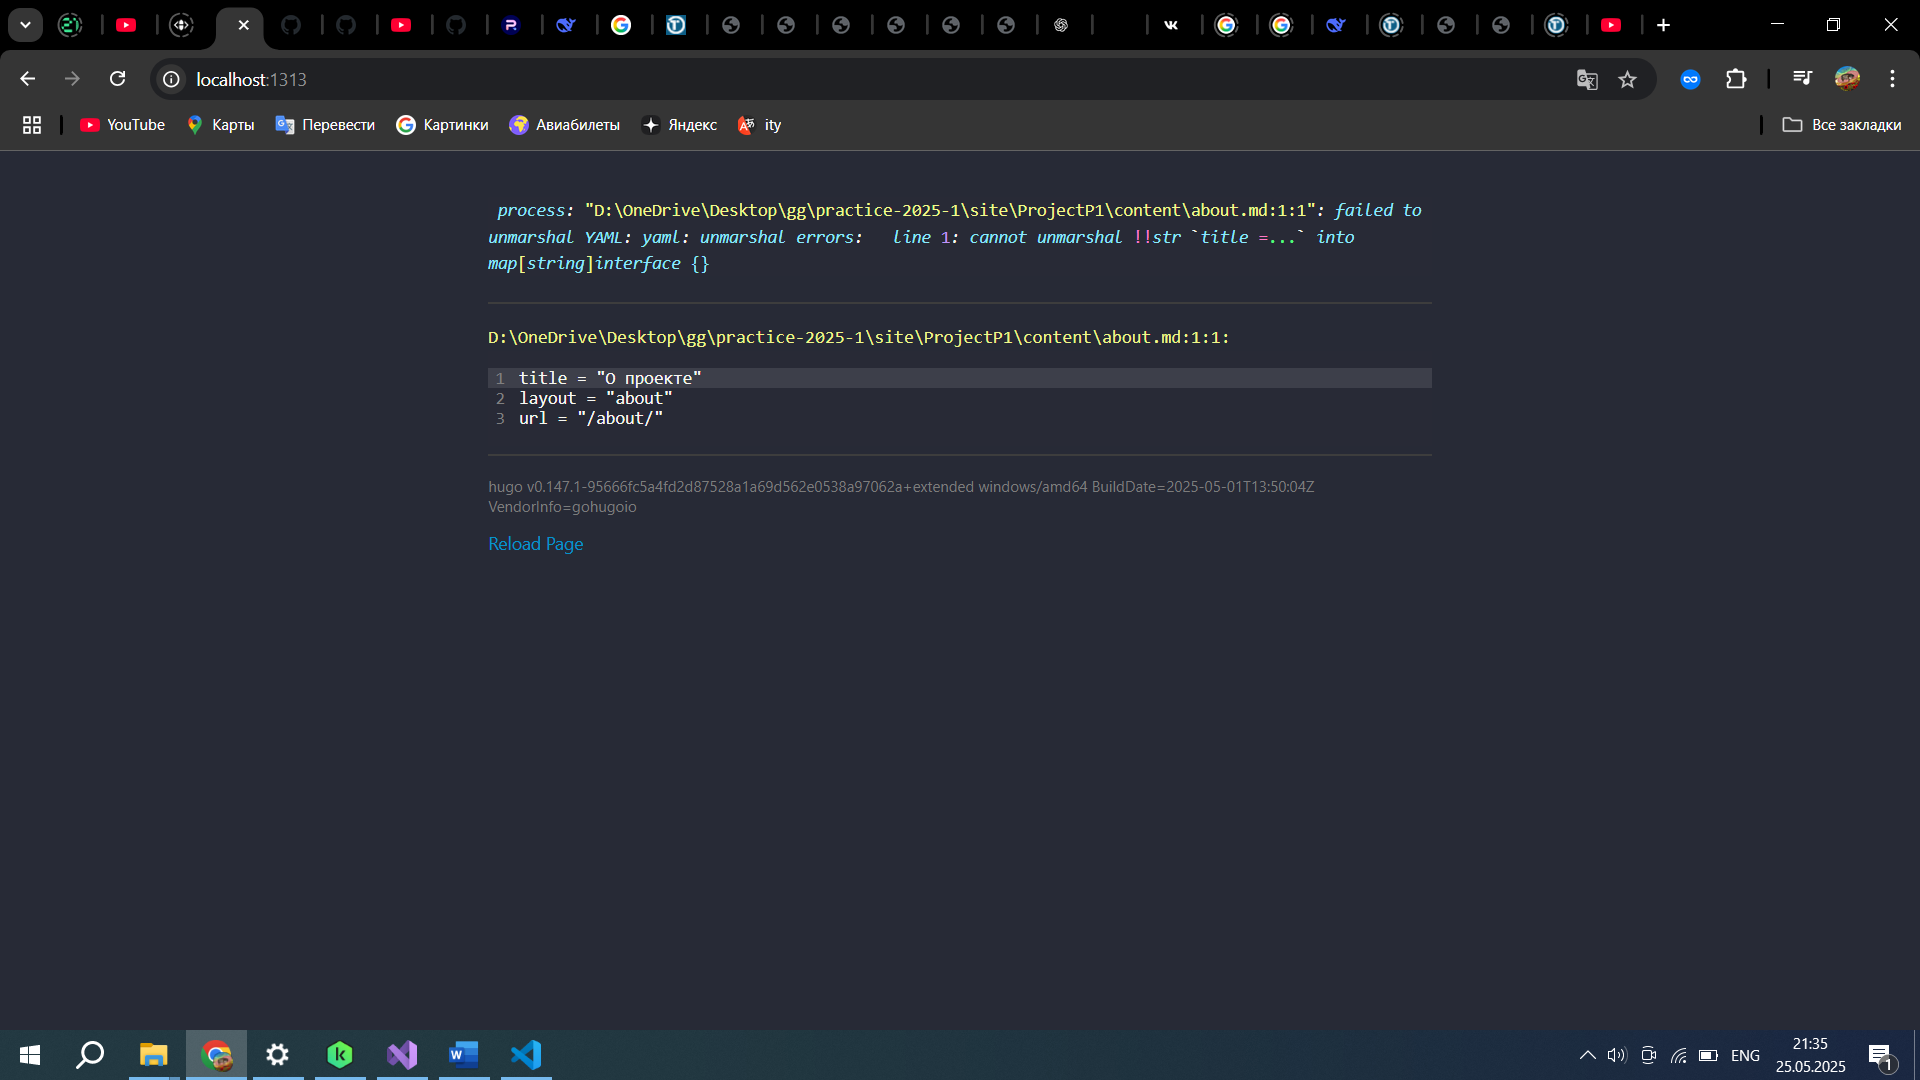 localhost:1313
YouTube
Карты
Перевести
Картинки
Авиабилеты
Яндекс
ity
Все закладки
process: "D:\OneDrive\Desktop\gg\practice-2025-1\site\ProjectP1\content\about.md:1:1": failed to
unmarshal YAML: yaml: unmarshal errors:   line 1: cannot unmarshal !!str `title =...` into
map[string]interface {}
D:\OneDrive\Desktop\gg\practice-2025-1\site\ProjectP1\content\about.md:1:1:
1 title = "О проекте"
2 layout = "about"
3 url = "/about/"
hugo v0.147.1-95666fc5a4fd2d87528a1a69d562e0538a97062a+extended windows/amd64 BuildDate=2025-05-01T13:50:04Z
VendorInfo=gohugoio
Reload Page
ENG
21:35
25.05.2025
1